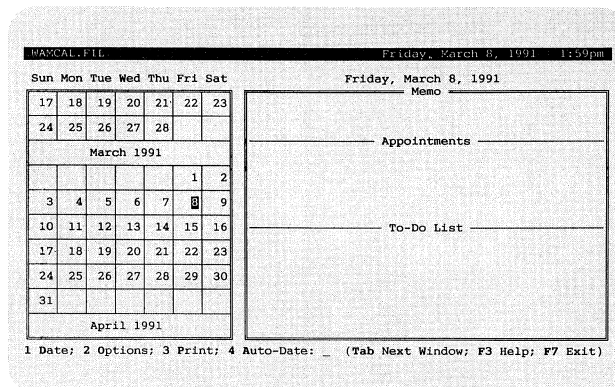 WAMCAL.FIL Friday, March 8, 1991 1:59pm
Sun Mon Tue Wed Thu Fri Sat
17 18 19 20 21 22 23
24 25 26 27 28
March 1991
1 2
3 4 5 6 7 8 9
10 11 12 13 14 15 16
17 18 19 20 21 22 23
24 25 26 27 28 29 30
31
April 1991
Friday, March 8, 1991
Memo
Appointments
To-Do List
1 Date; 2 Options; 3 Print; 4 Auto-Date: _ (Tab Next Window; F3 Help; F7 Exit)